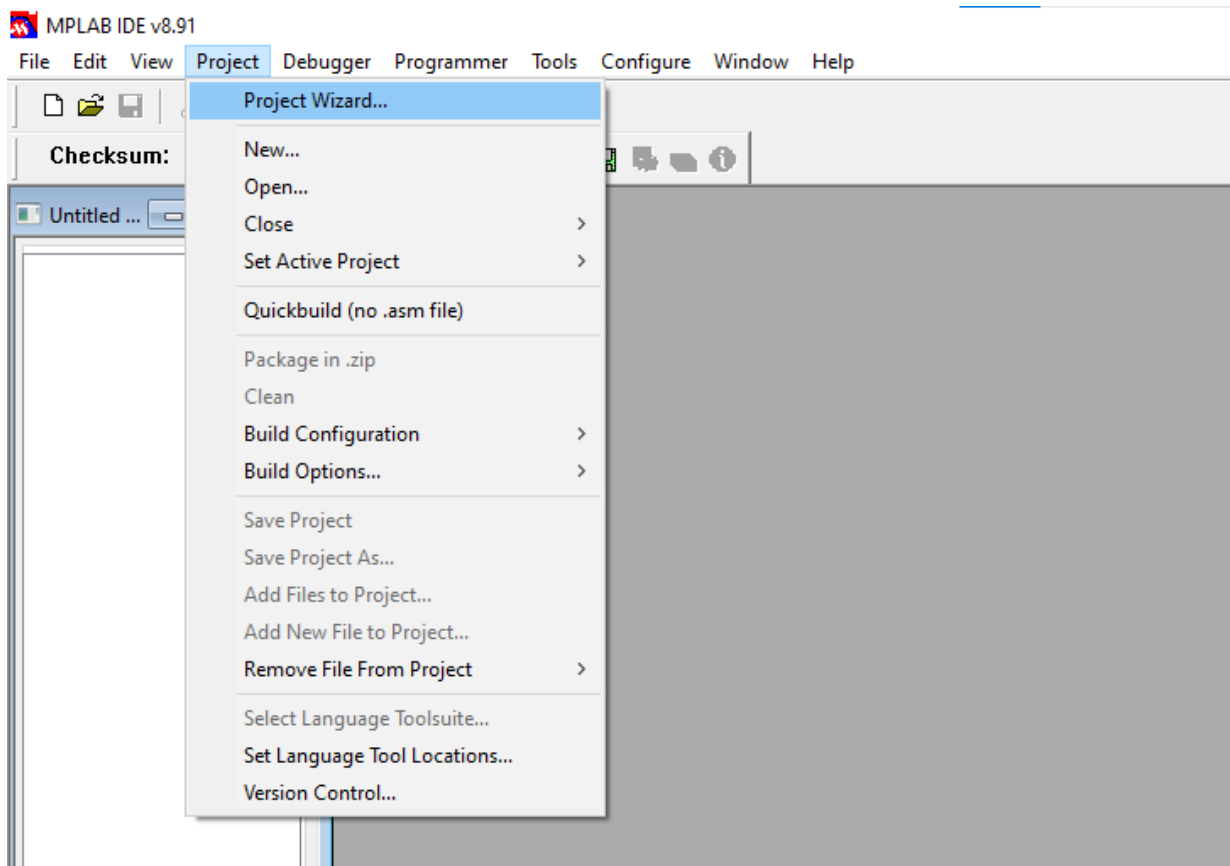 MPLAB IDE v8.91
File Edit View Project Debugger Programmer Tools Configure Window Help
Project Wizard...
Checksum:
New...
Open...
Untitled ...
Close
Set Active Project
Quickbuild (no .asm file)
Package in .zip
Clean
Build Configuration
Build Options...
Save Project
Save Project As...
Add Files to Project...
Add New File to Project...
Remove File From Project
Select Language Toolsuite...
Set Language Tool Locations...
Version Control...